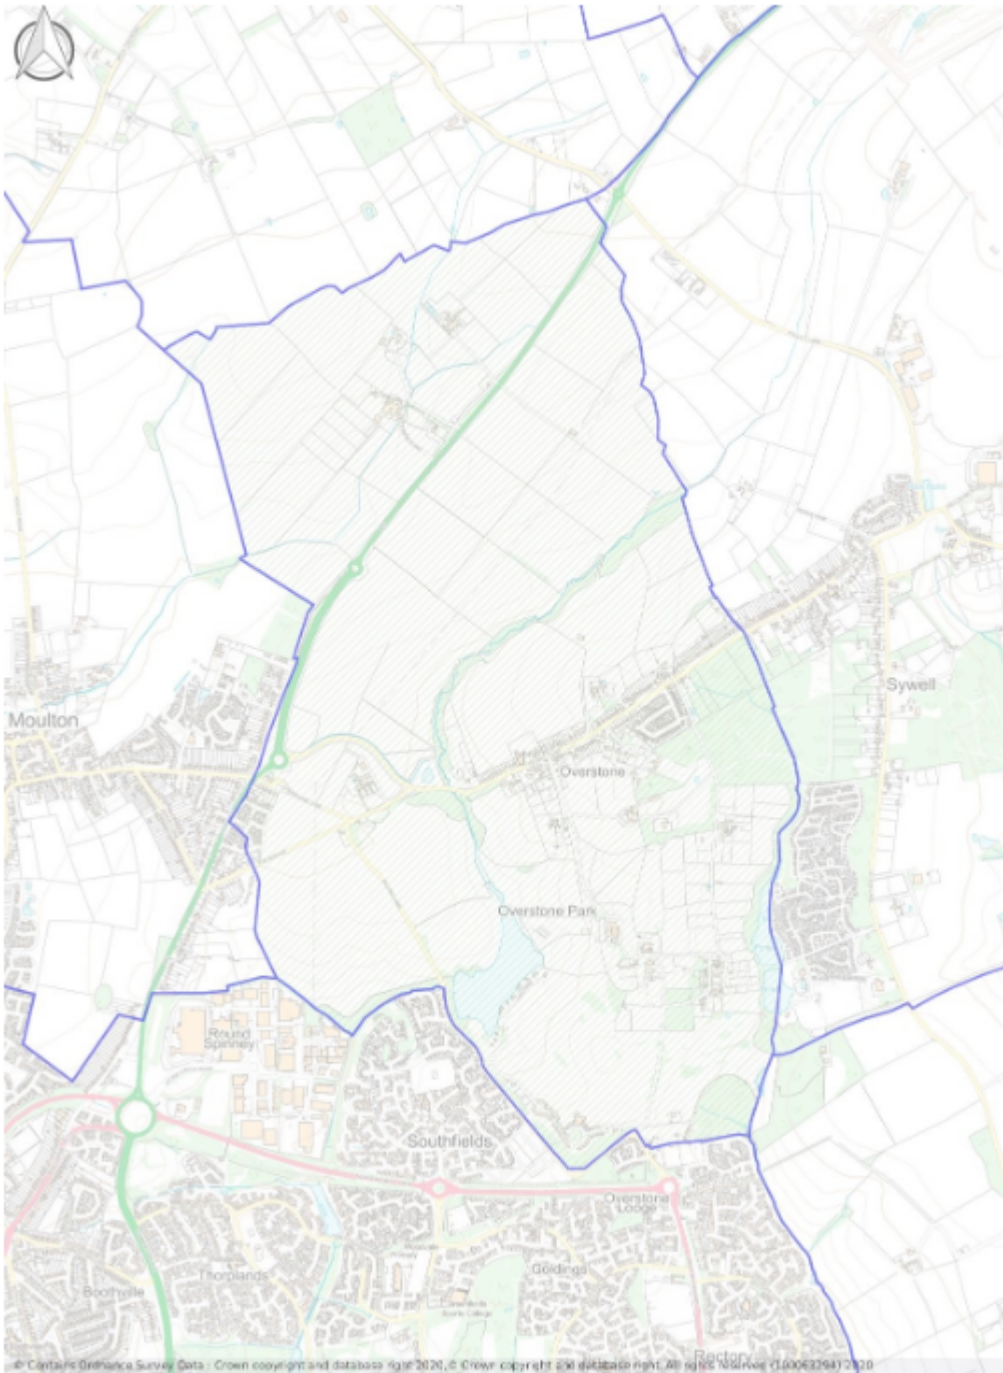 Moulton
Sywell
Overstone
Overstone Park
Round
Spinney
Southfields
Overstone
Lodge
Thorplands
Goldings
Boothville
Rectory
© Contains Ordnance Survey Data : Crown copyright and database right 2020, © Crown copyright and database right. All rights reserved (100063294) 2020